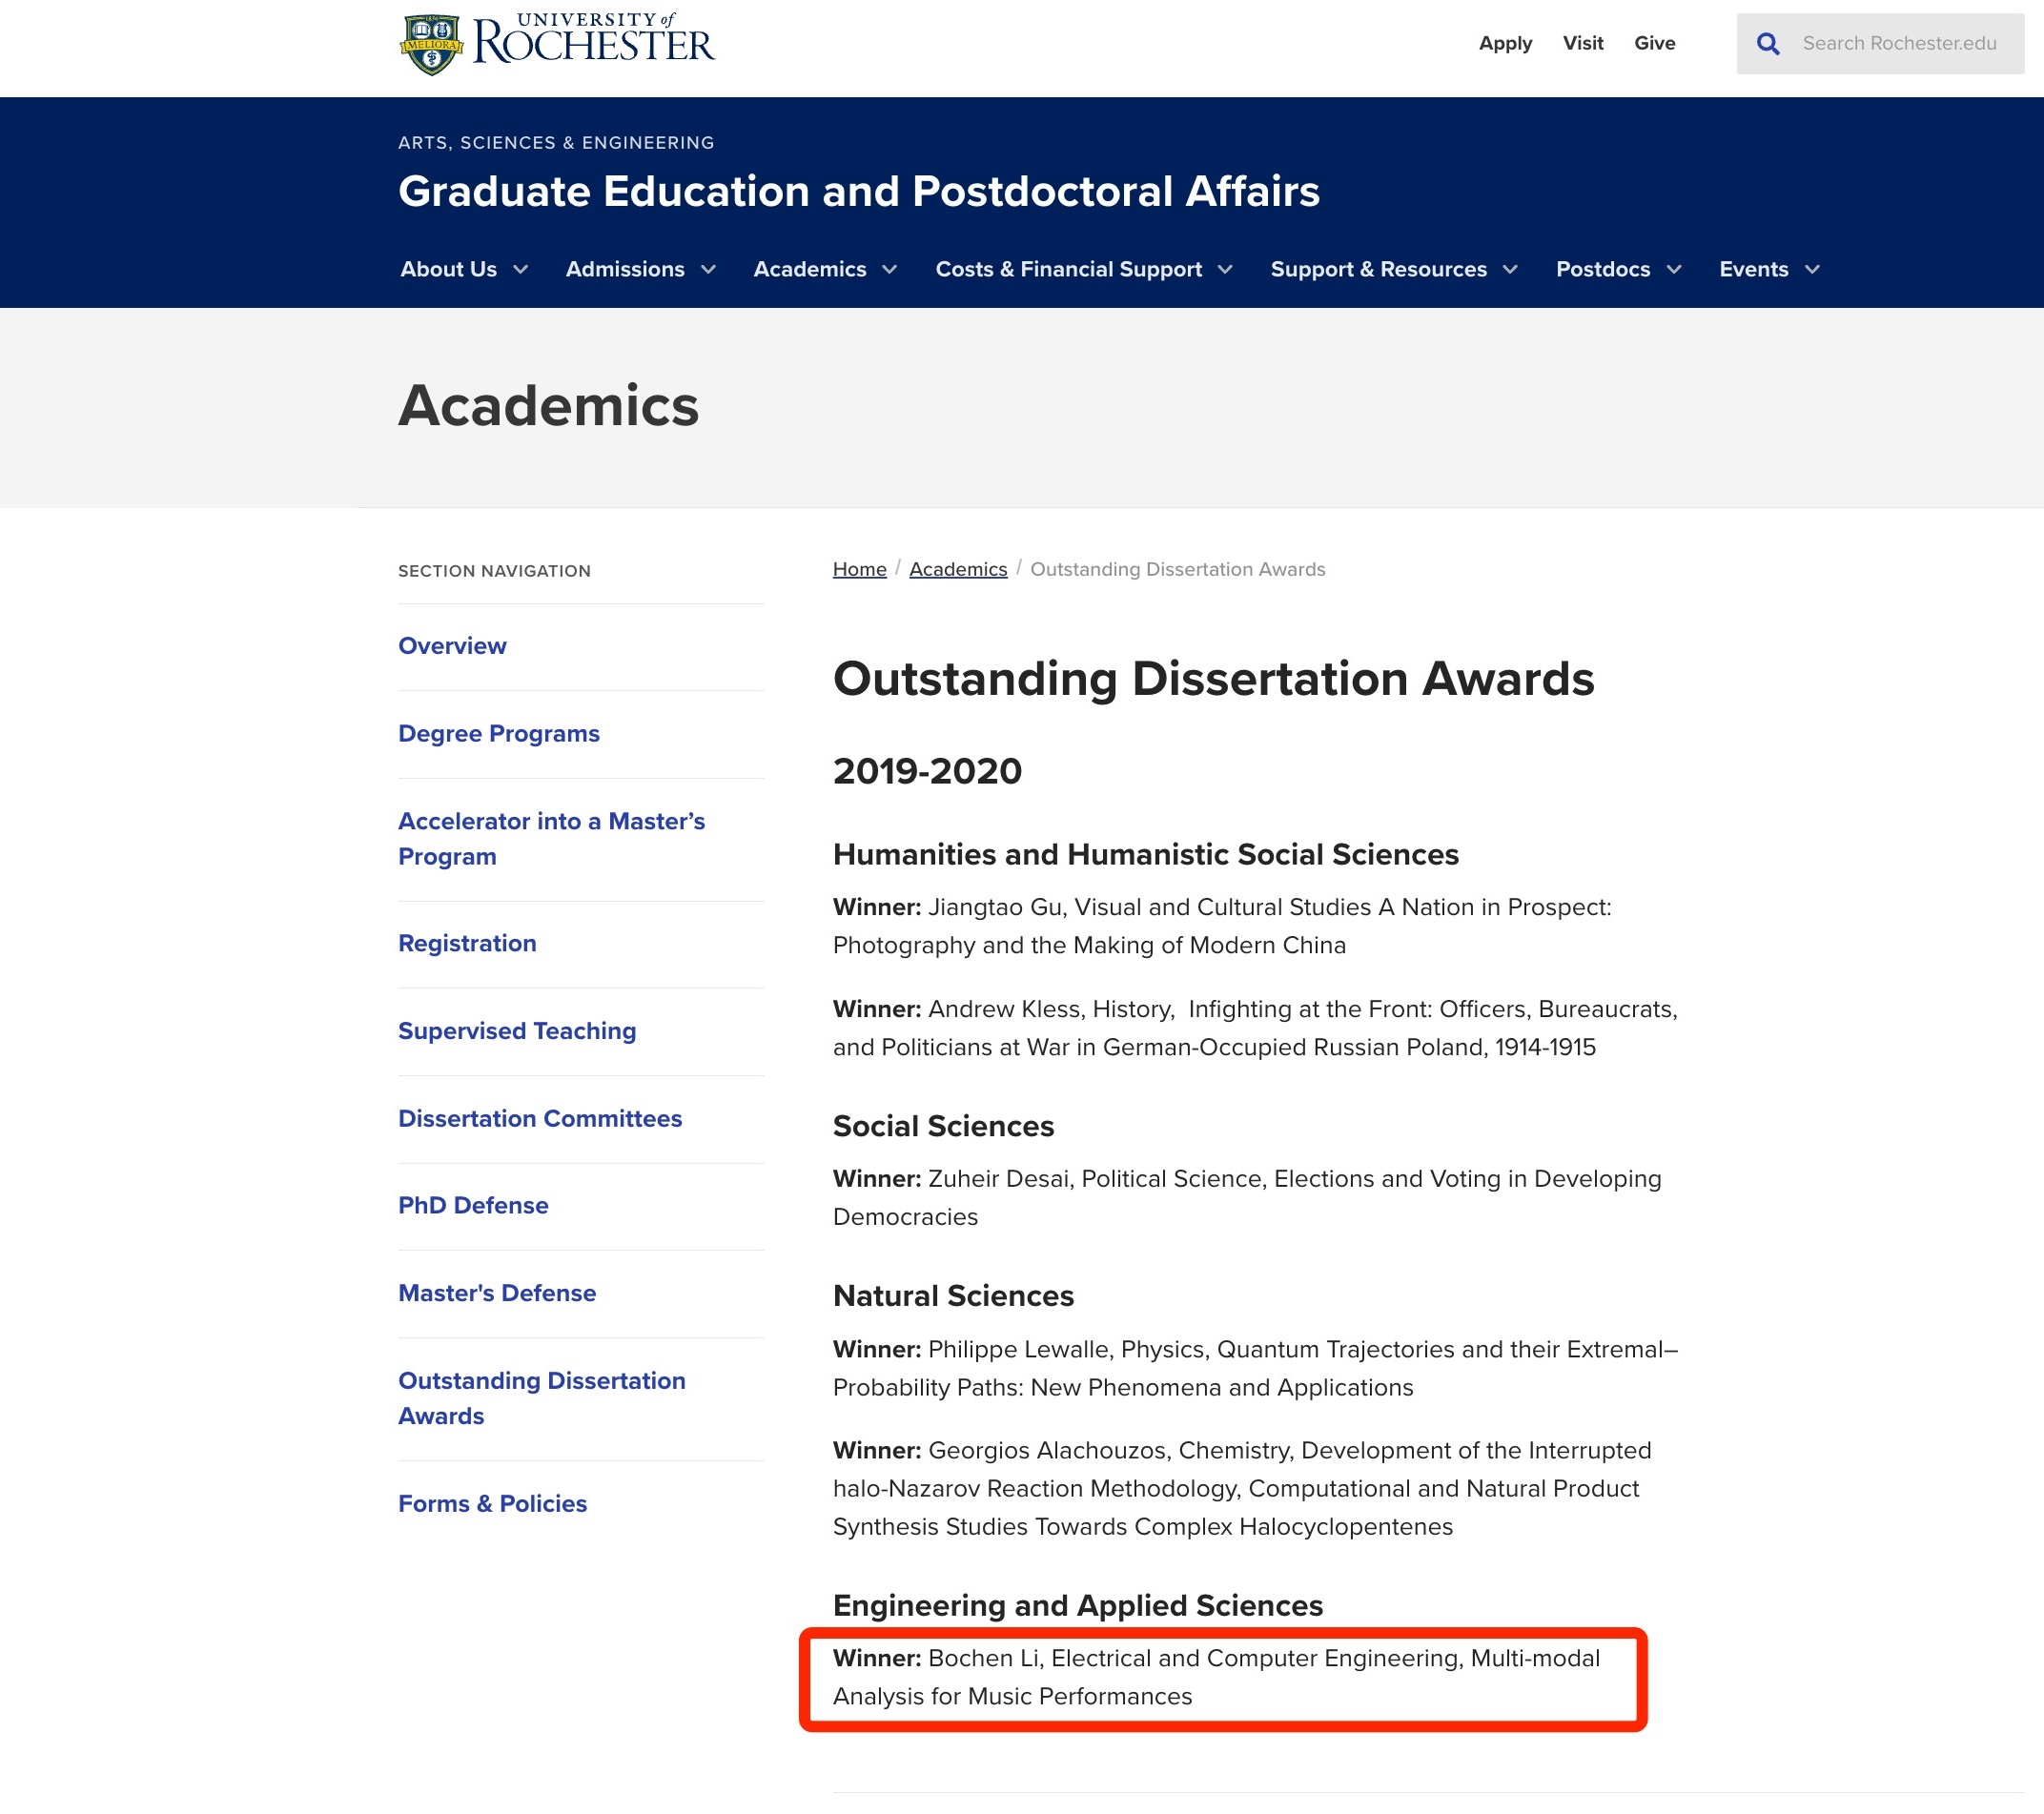 UNIVERSITY of
ROCHESTER
1850
MELIORA
Apply Visit Give
Search Rochester.edu
ARTS, SCIENCES & ENGINEERING
Graduate Education and Postdoctoral Affairs
About Us Admissions Academics Costs & Financial Support Support & Resources Postdocs Events
Academics
SECTION NAVIGATION
Overview
Degree Programs
Accelerator into a Master’s
Program
Registration
Supervised Teaching
Dissertation Committees
PhD Defense
Master's Defense
Outstanding Dissertation
Awards
Forms & Policies
Home / Academics / Outstanding Dissertation Awards
Outstanding Dissertation Awards
2019-2020
Humanities and Humanistic Social Sciences
Winner: Jiangtao Gu, Visual and Cultural Studies A Nation in Prospect:
Photography and the Making of Modern China
Winner: Andrew Kless, History, Infighting at the Front: Officers, Bureaucrats,
and Politicians at War in German-Occupied Russian Poland, 1914-1915
Social Sciences
Winner: Zuheir Desai, Political Science, Elections and Voting in Developing
Democracies
Natural Sciences
Winner: Philippe Lewalle, Physics, Quantum Trajectories and their Extremal–
Probability Paths: New Phenomena and Applications
Winner: Georgios Alachouzos, Chemistry, Development of the Interrupted
halo-Nazarov Reaction Methodology, Computational and Natural Product
Synthesis Studies Towards Complex Halocyclopentenes
Engineering and Applied Sciences
Winner: Bochen Li, Electrical and Computer Engineering, Multi-modal
Analysis for Music Performances